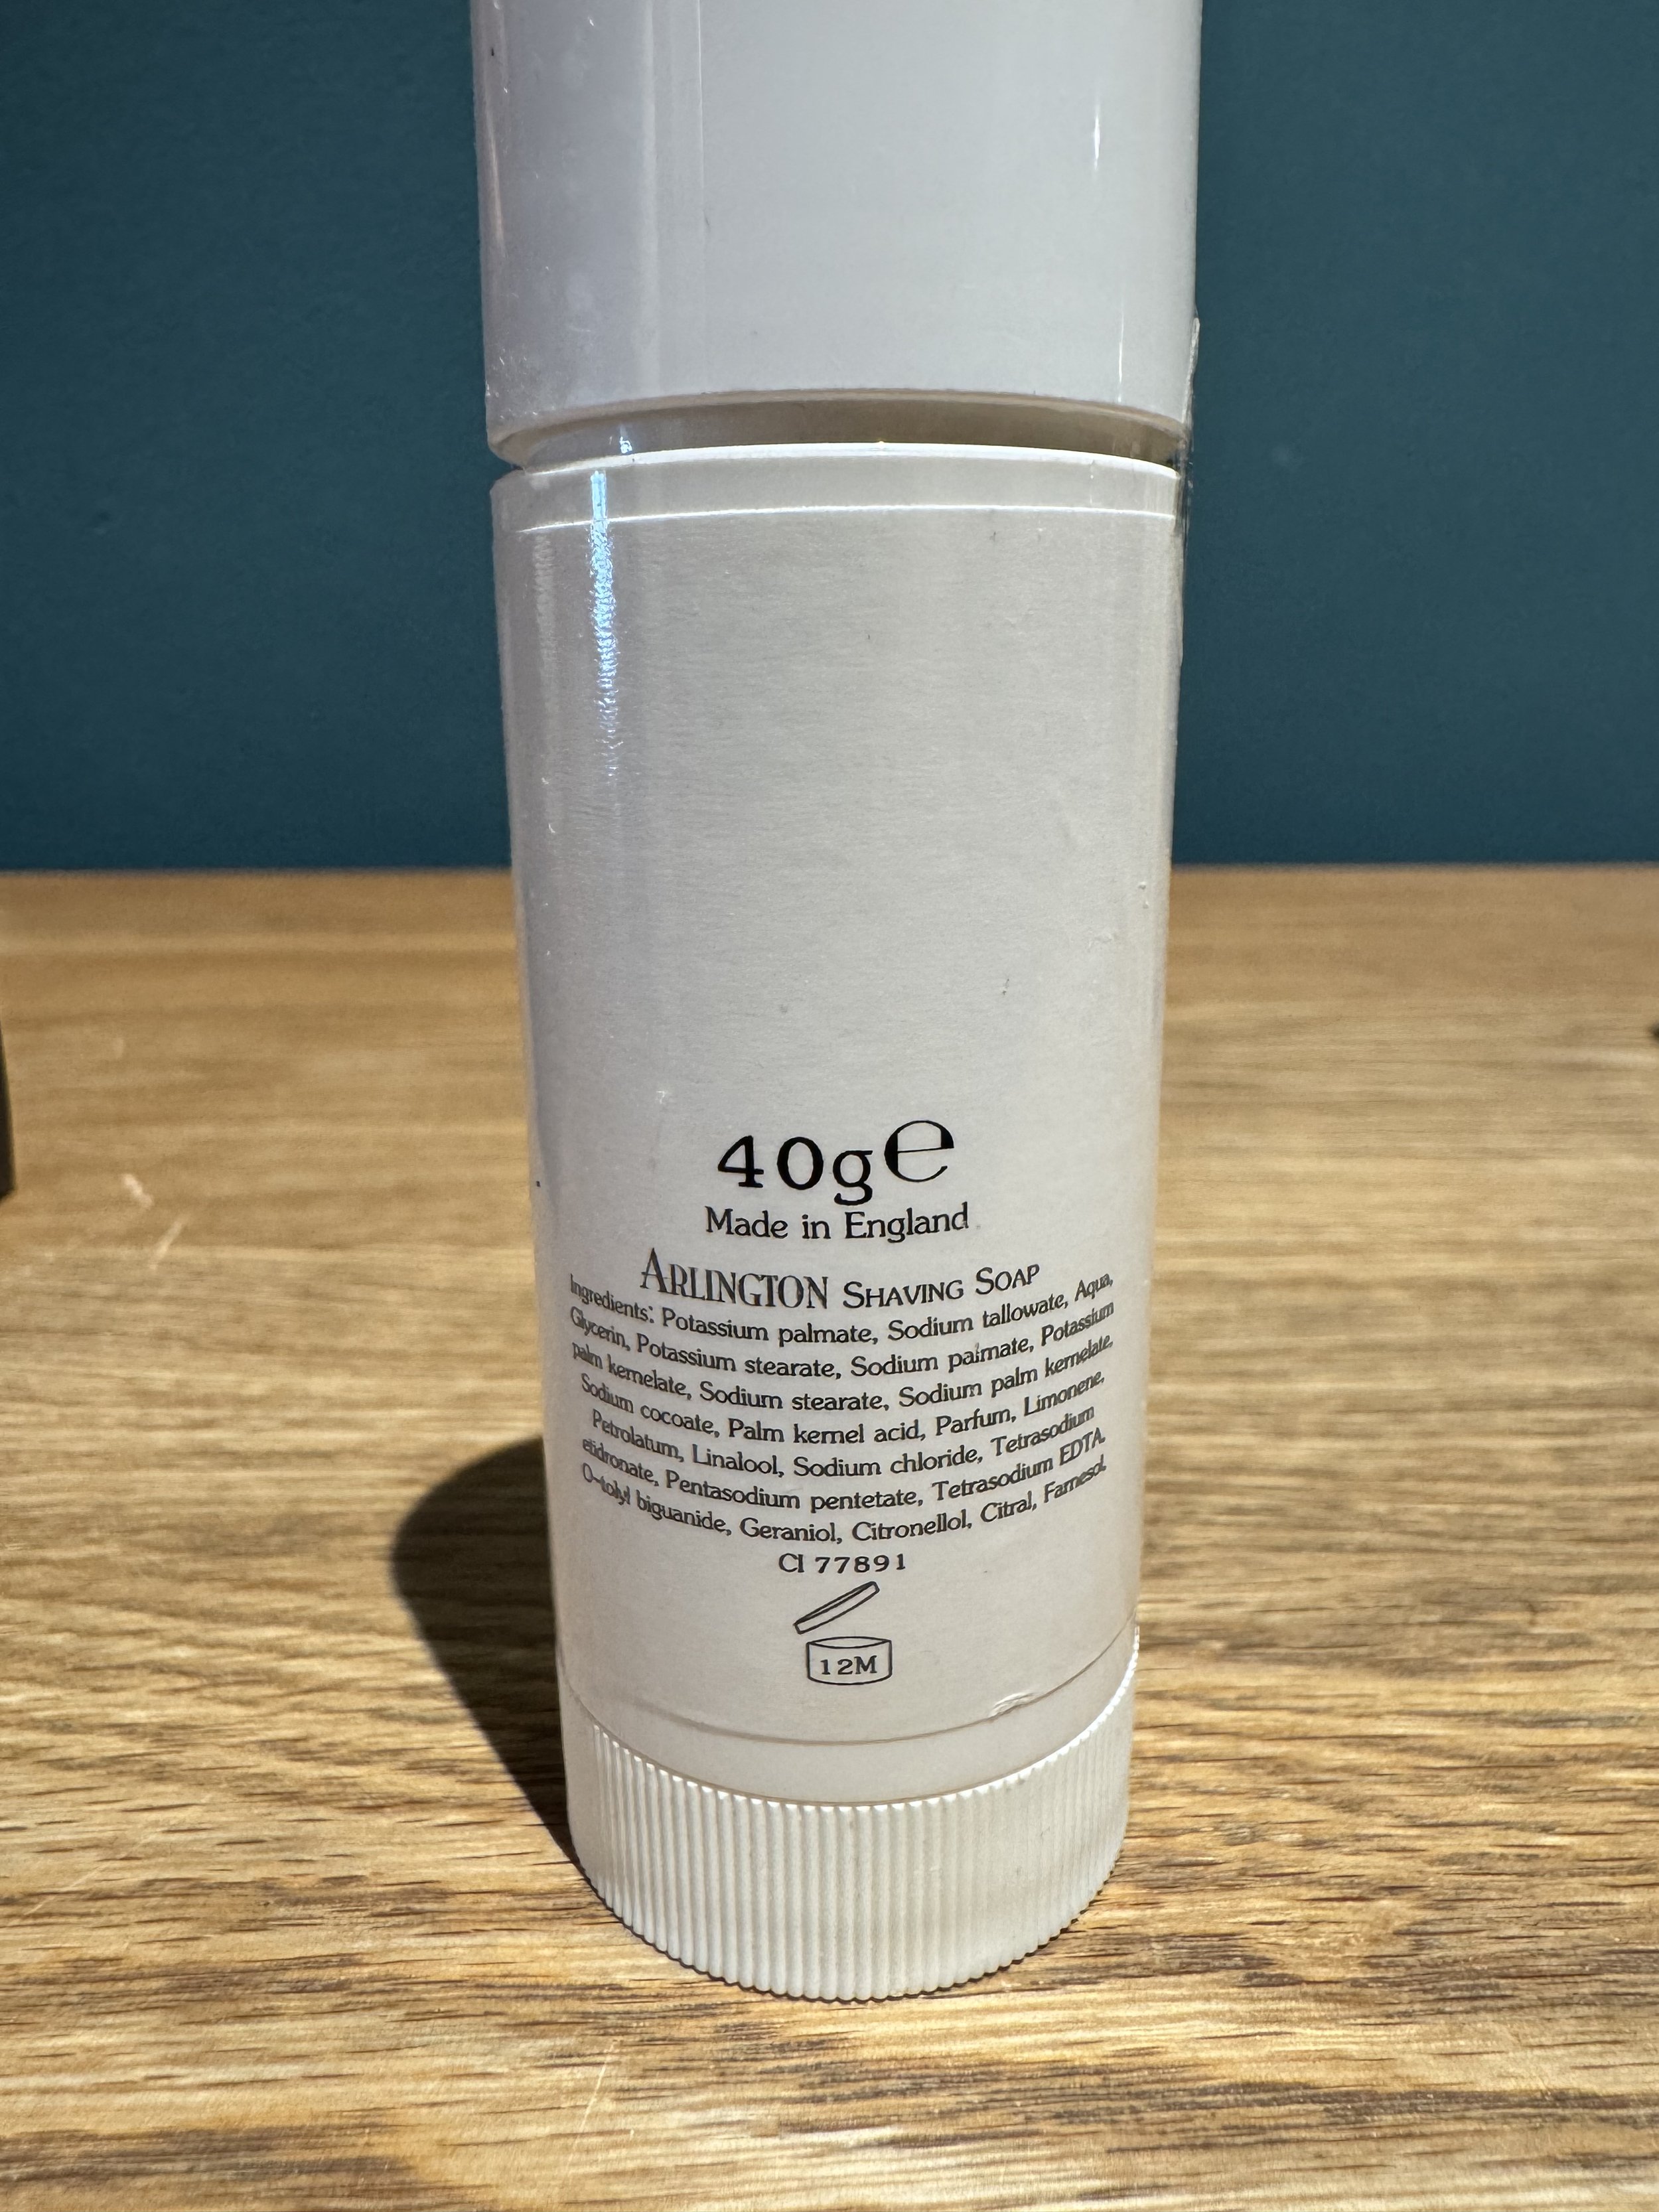 40g℮
Made in England
ARLINGTON SHAVING SOAP
Ingredients: Potassium palmate, Sodium tallowate, Aqua,
Glycerin, Potassium stearate, Sodium palmate, Potassium
palm kernelate, Sodium stearate, Sodium palm kernelate,
Sodium cocoate, Palm kernel acid, Parfum, Limonene,
Petrolatum, Linalool, Sodium chloride, Tetrasodium
etidronate, Pentasodium pentetate, Tetrasodium EDTA,
O-tolyl biguanide, Geraniol, Citronellol, Citral, Farnesol,
CI 77891
12M